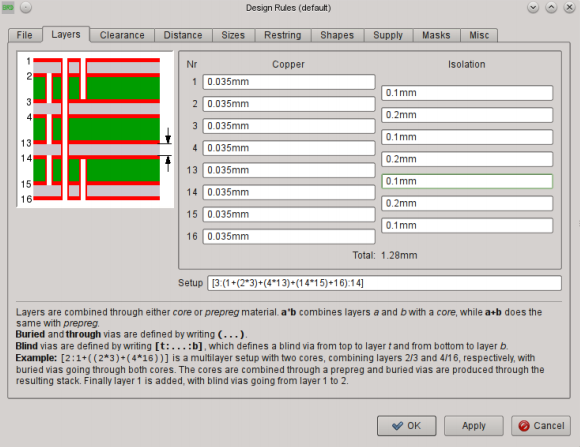 Design Rules (default)
File Layers Clearance Distance Sizes Restring Shapes Supply Masks Misc
Nr Copper Isolation
1
2
3
4
13
14
15
16
1 0.035mm
0.1mm
2 0.035mm
0.2mm
3 0.035mm
0.1mm
4 0.035mm
0.2mm
13 0.035mm
0.1mm
14 0.035mm
0.2mm
15 0.035mm
0.1mm
16 0.035mm
Total: 1.28mm
Setup [3:(1+(2*3)+(4*13)+(14*15)+16):14]
Layers are combined through either core or prepreg material. a*b combines layers a and b with a core, while a+b does the
same with prepreg.
Buried and through vias are defined by writing (...).
Blind vias are defined by writing [t:...:b], which defines a blind via from top to layer t and from bottom to layer b.
Example: [2:1+((2*3)+(4*16))] is a multilayer setup with two cores, combining layers 2/3 and 4/16, respectively, with
buried vias going through both cores. The cores are combined through a prepreg and buried vias are produced through the
resulting stack. Finally layer 1 is added, with blind vias going from layer 1 to 2.
OK Apply Cancel